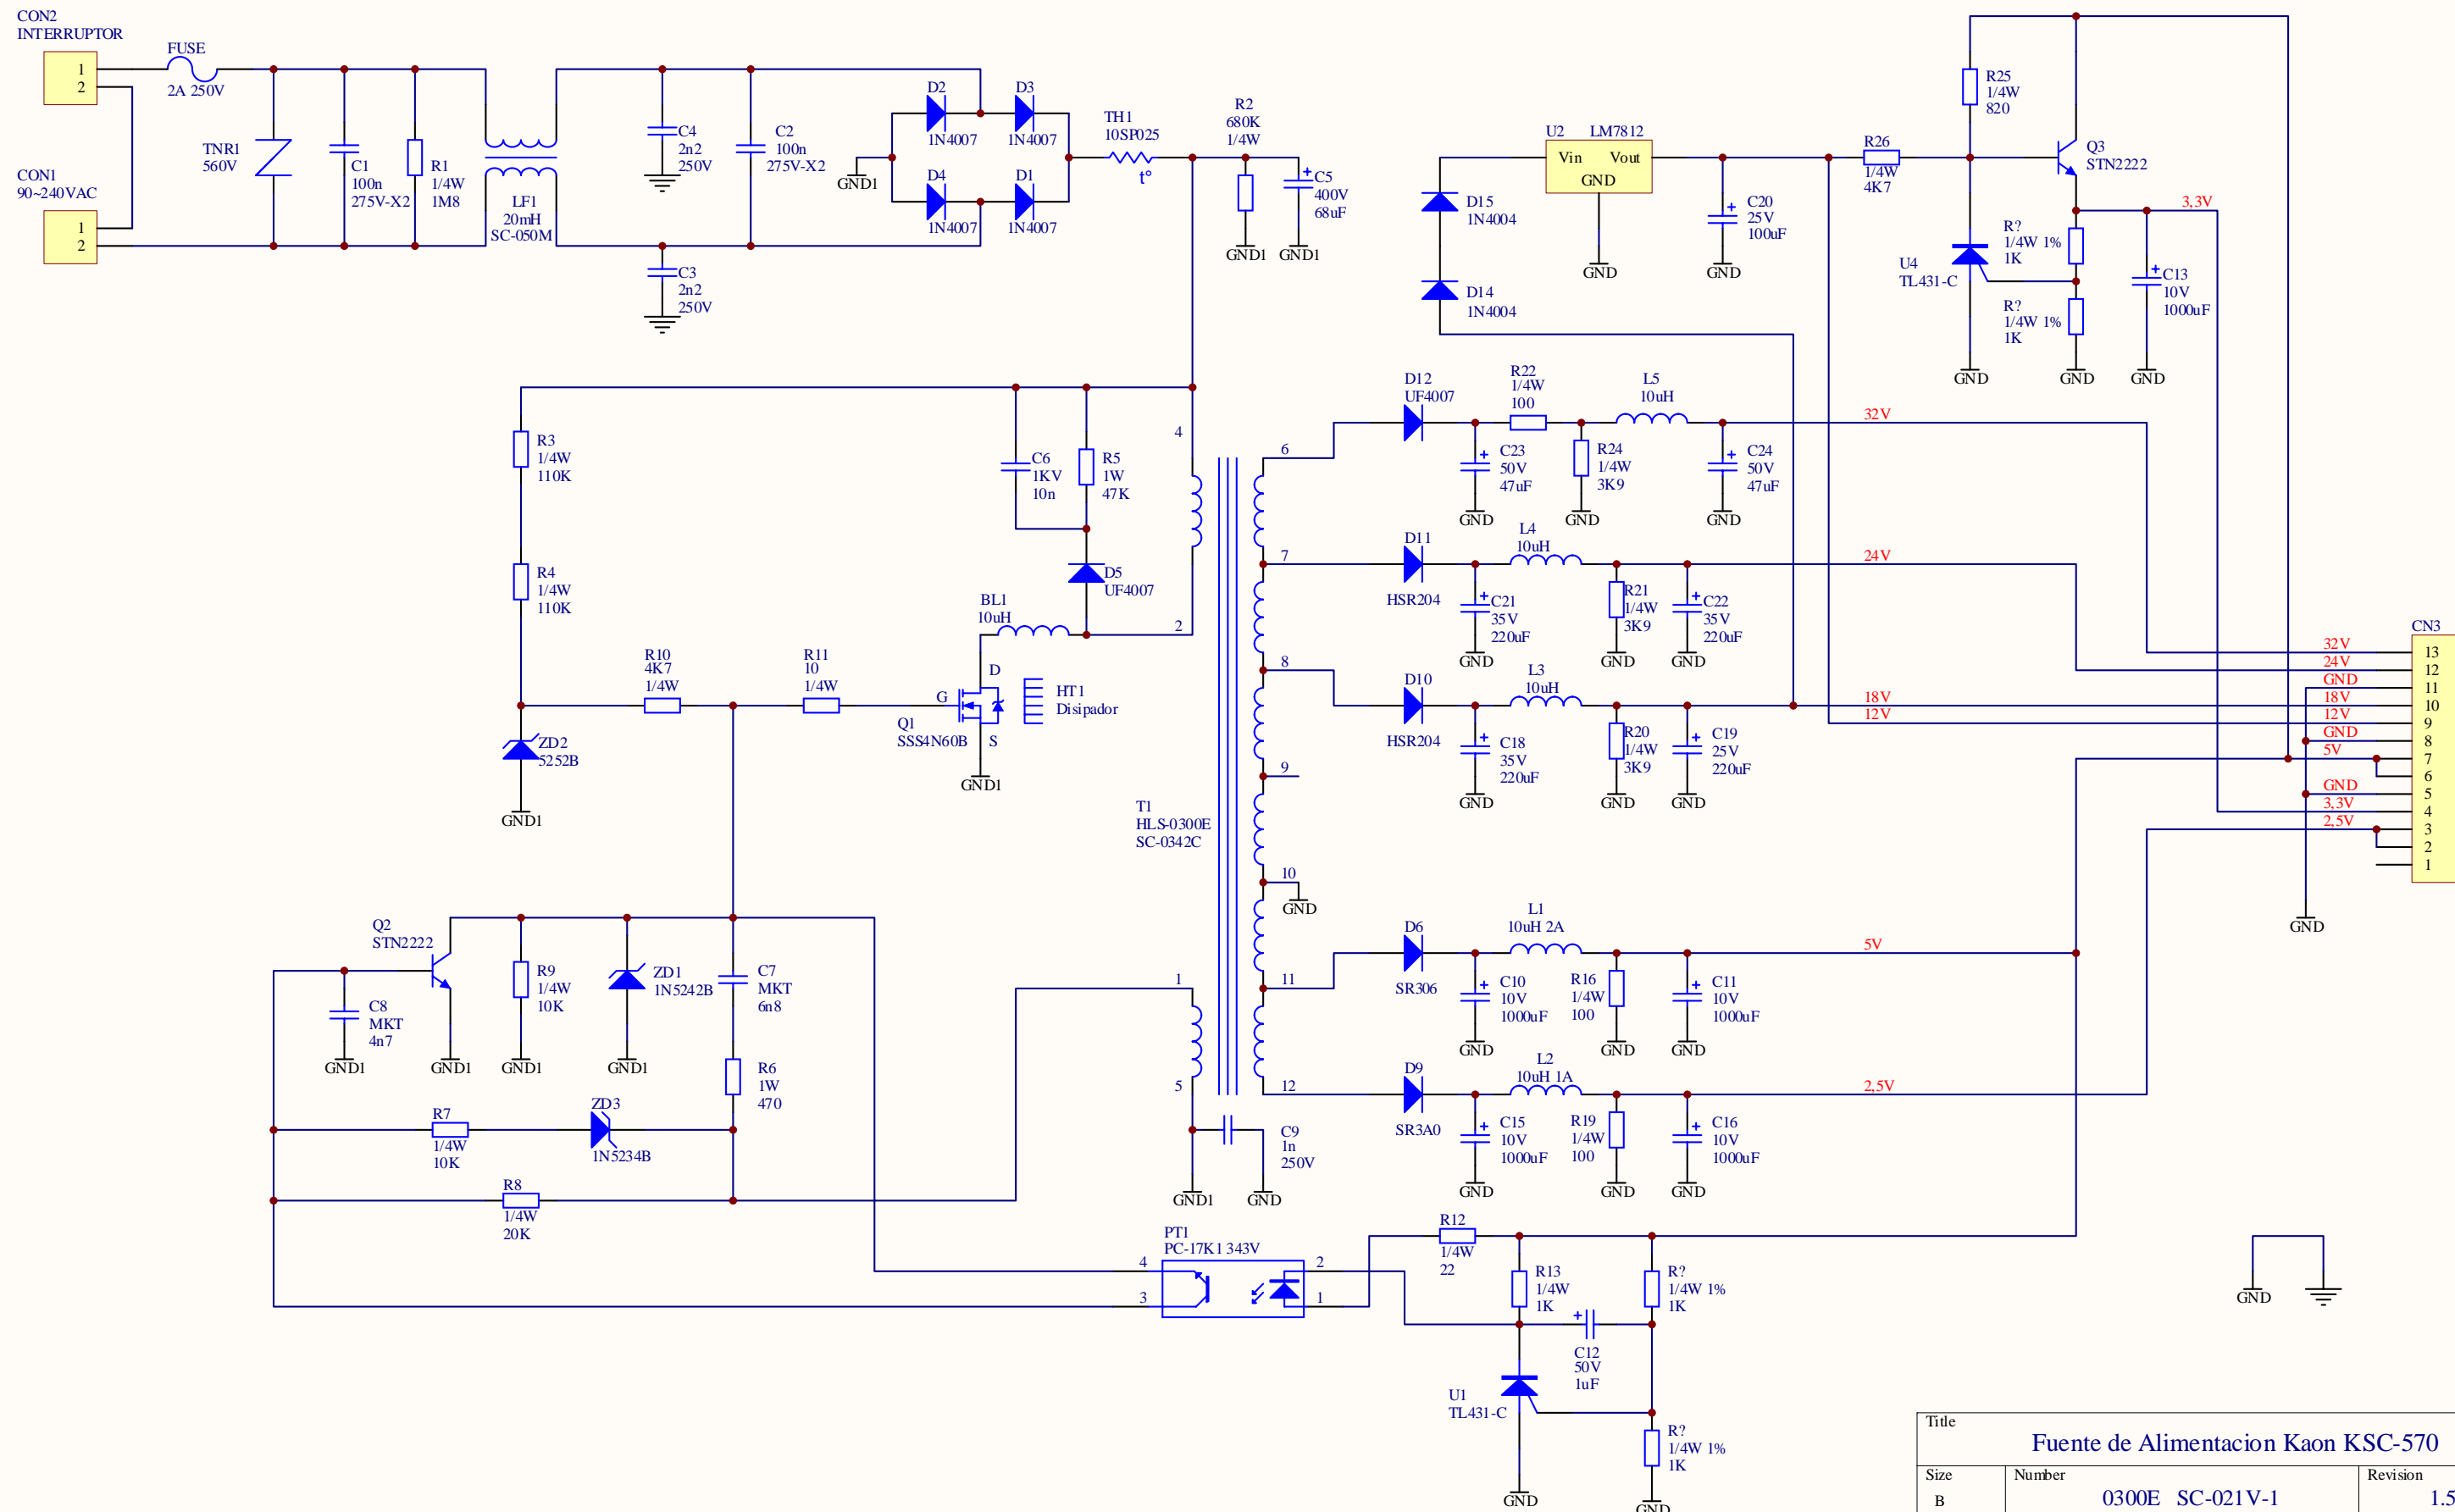 CON2
INTERRUPTOR
1
2
FUSE
2A 250V
CON1
90~240VAC
1
2
TNR1
560V
C1
100n
275V-X2
R1
1/4W
1M8
LF1
20mH
SC-050M
C4
2n2
250V
C2
100n
275V-X2
C3
2n2
250V
D2
1N4007
D3
1N4007
D4
1N4007
D1
1N4007
GND1
TH1
10SP025
t°
R2
680K
1/4W
C5
400V
68uF
GND1
GND1
U2 LM7812
Vin Vout
GND
D15
1N4004
D14
1N4004
GND
C20
25V
100uF
GND
R26
1/4W
4K7
R25
1/4W
820
Q3
STN2222
3,3V
U4
TL431-C
R?
1/4W 1%
1K
R?
1/4W 1%
1K
C13
10V
1000uF
GND
GND
GND
R3
1/4W
110K
R4
1/4W
110K
C6
1KV
10n
R5
1W
47K
D5
UF4007
BL1
10uH
4
2
R10
4K7
1/4W
R11
10
1/4W
G
D
S
Q1
SSS4N60B
HT1
Disipador
GND1
ZD2
5252B
GND1
T1
HLS-0300E
SC-0342C
6
7
8
9
10
GND
11
12
1
5
D12
UF4007
R22
1/4W
100
L5
10uH
32V
C23
50V
47uF
R24
1/4W
3K9
C24
50V
47uF
GND
GND
GND
D11
HSR204
L4
10uH
24V
C21
35V
220uF
R21
1/4W
3K9
C22
35V
220uF
GND
GND
GND
D10
HSR204
L3
10uH
18V
12V
C18
35V
220uF
R20
1/4W
3K9
C19
25V
220uF
GND
GND
GND
CN3
32V 13
24V 12
GND 11
18V 10
12V 9
GND 8
5V 7
6
GND 5
3,3V 4
2,5V 3
2
1
GND
Q2
STN2222
C8
MKT
4n7
R9
1/4W
10K
ZD1
1N5242B
C7
MKT
6n8
GND1
GND1
GND1
GND1
R6
1W
470
R7
1/4W
10K
ZD3
1N5234B
R8
1/4W
20K
D6
SR306
L1
10uH 2A
5V
C10
10V
1000uF
R16
1/4W
100
C11
10V
1000uF
GND
GND
GND
D9
SR3A0
L2
10uH 1A
2,5V
C15
10V
1000uF
R19
1/4W
100
C16
10V
1000uF
GND
GND
GND
C9
1n
250V
GND1
GND
PT1
PC-17K1 343V
4
3
2
1
R12
1/4W
22
R13
1/4W
1K
R?
1/4W 1%
1K
C12
50V
1uF
U1
TL431-C
R?
1/4W 1%
1K
GND
GND
GND
Title
Fuente de Alimentacion Kaon KSC-570
Size
B
Number
0300E SC-021V-1
Revision
1.5